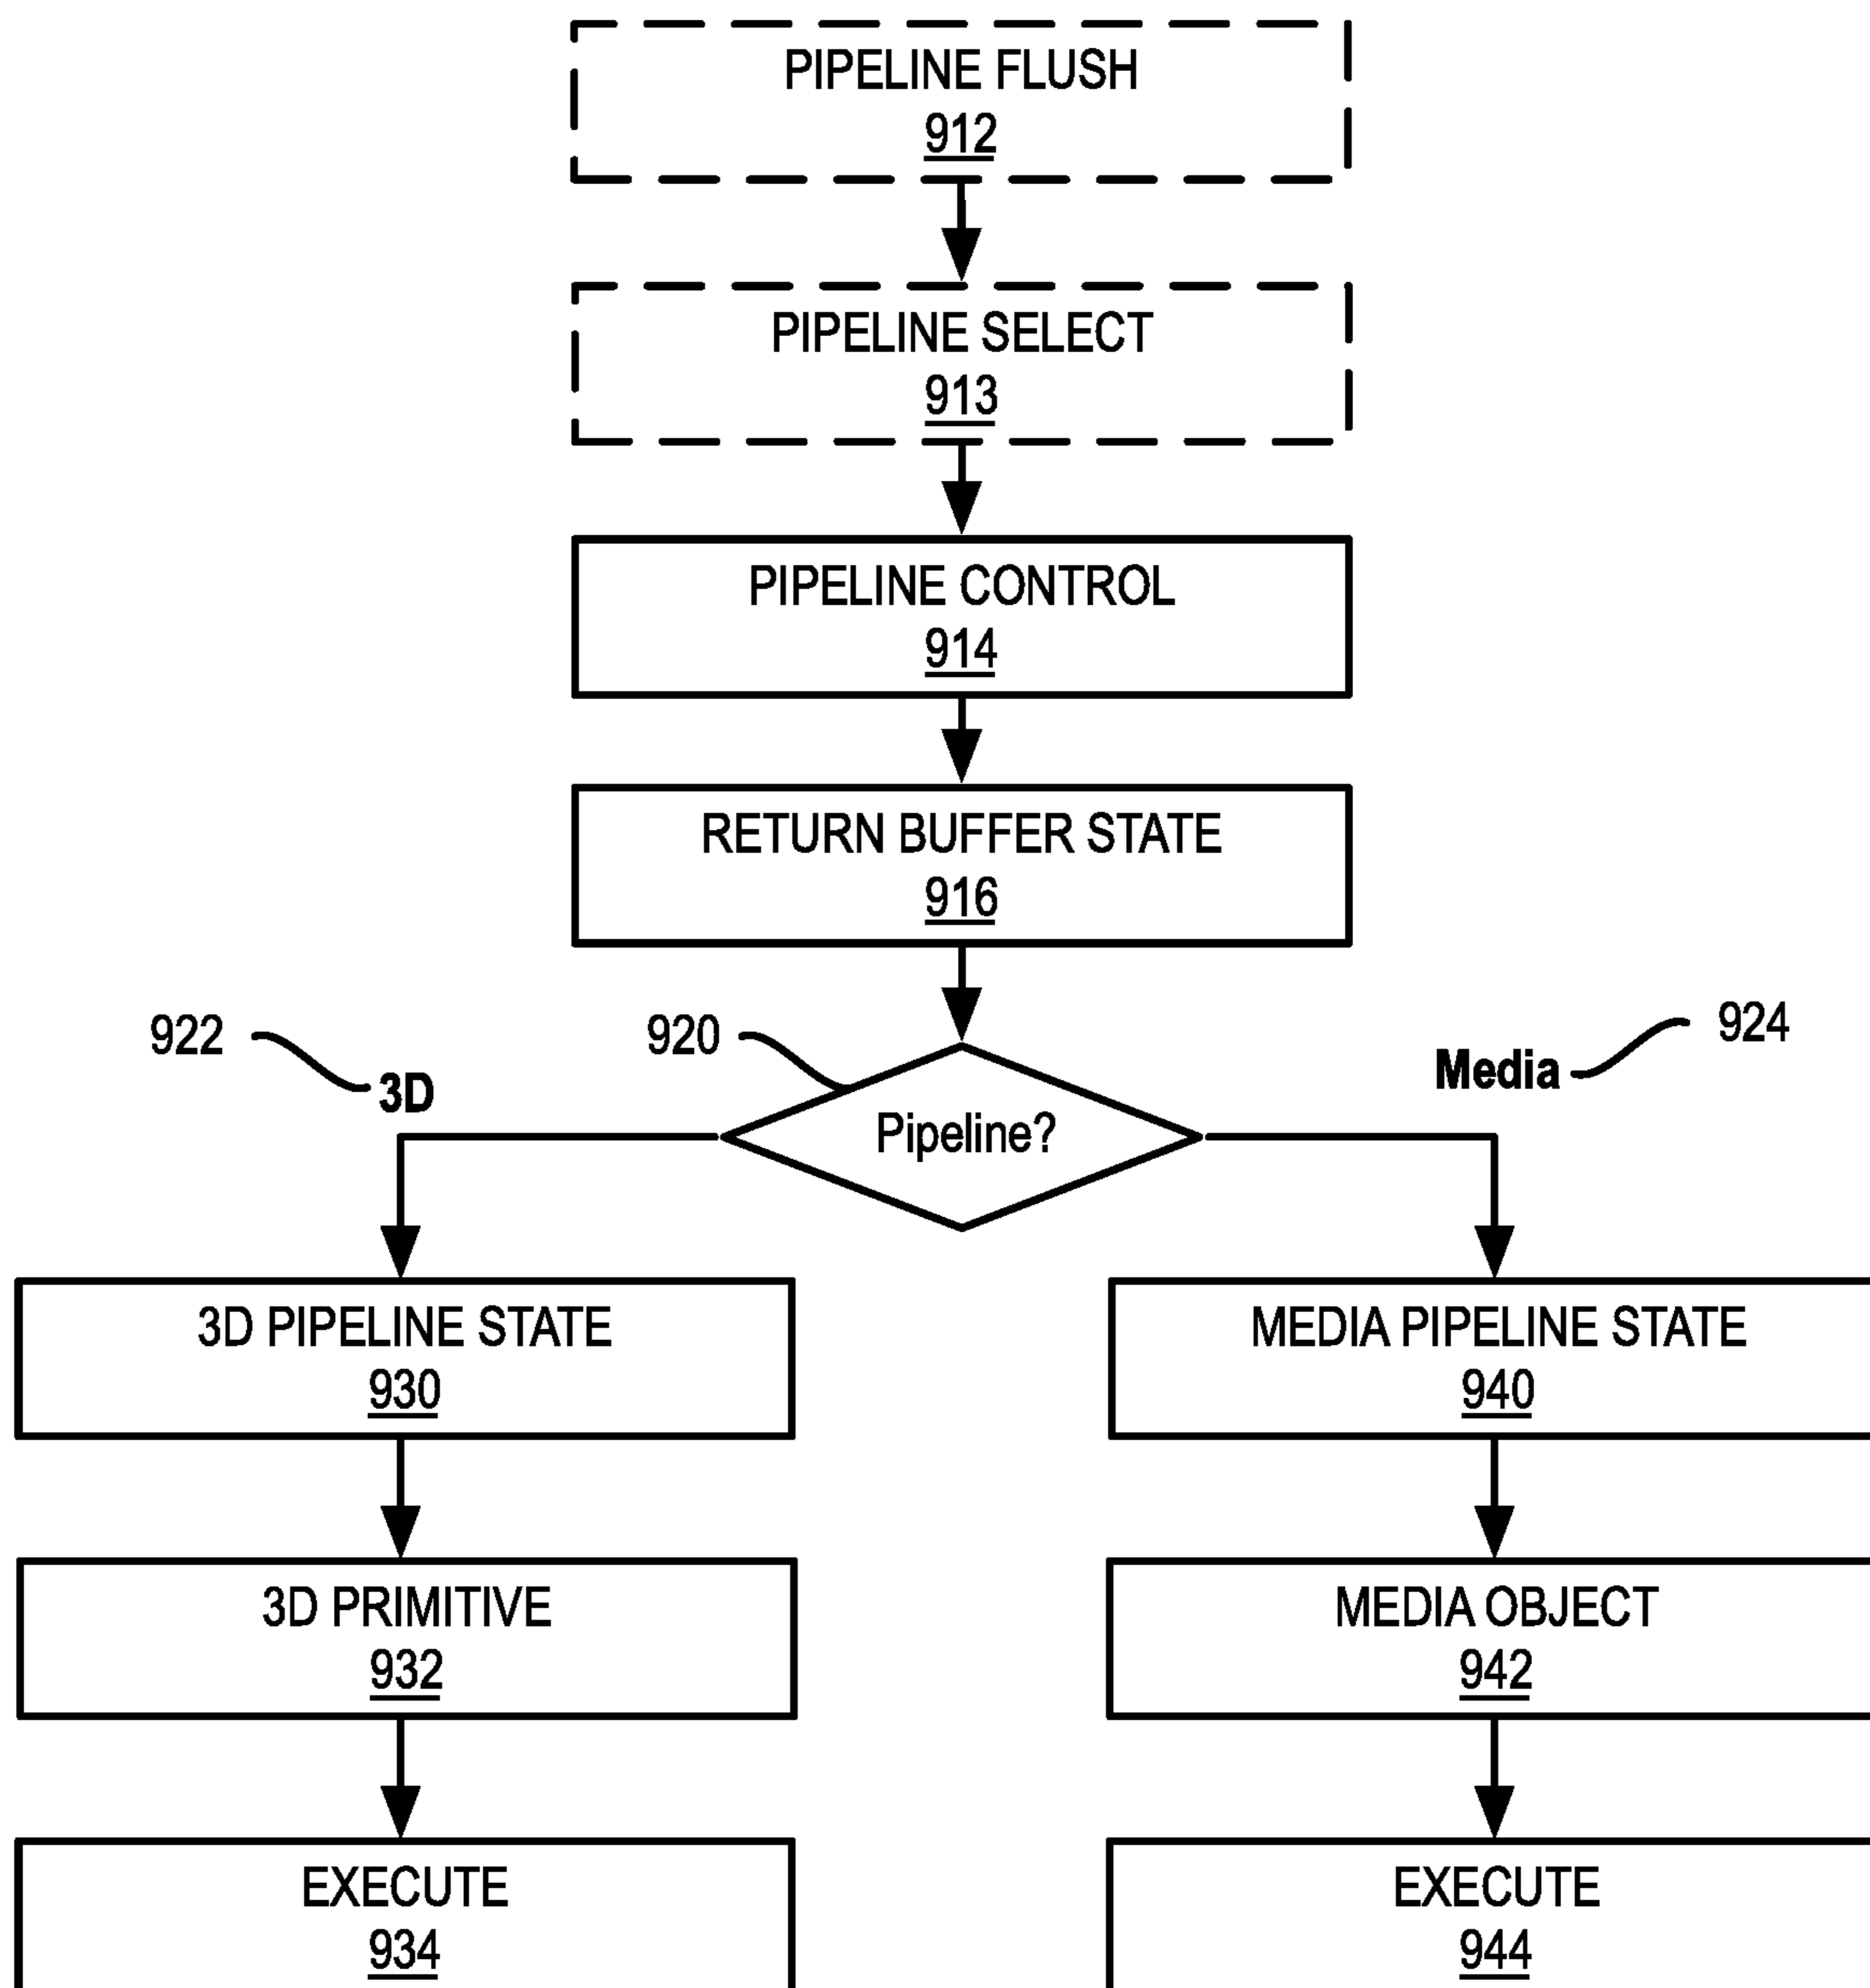 PIPELINE FLUSH
912
PIPELINE SELECT
913
PIPELINE CONTROL
914
RETURN BUFFER STATE
916
922
3D
920
Pipeline?
Media
924
3D PIPELINE STATE
930
MEDIA PIPELINE STATE
940
3D PRIMITIVE
932
MEDIA OBJECT
942
EXECUTE
934
EXECUTE
944